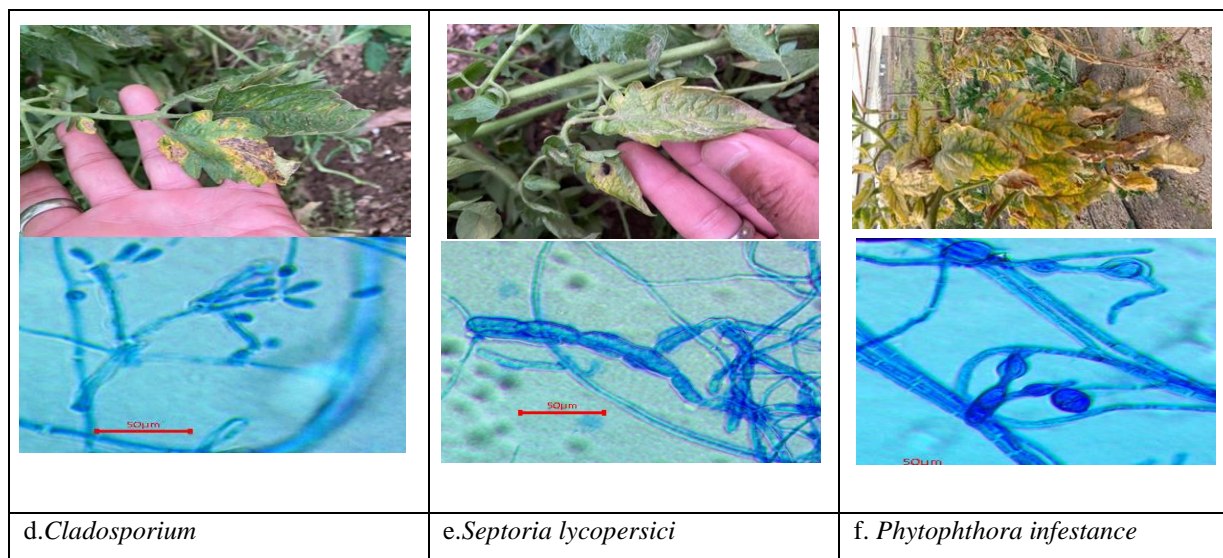 50µm
50µm
50µm
d.Cladosporium
e.Septoria lycopersici
f. Phytophthora infestance